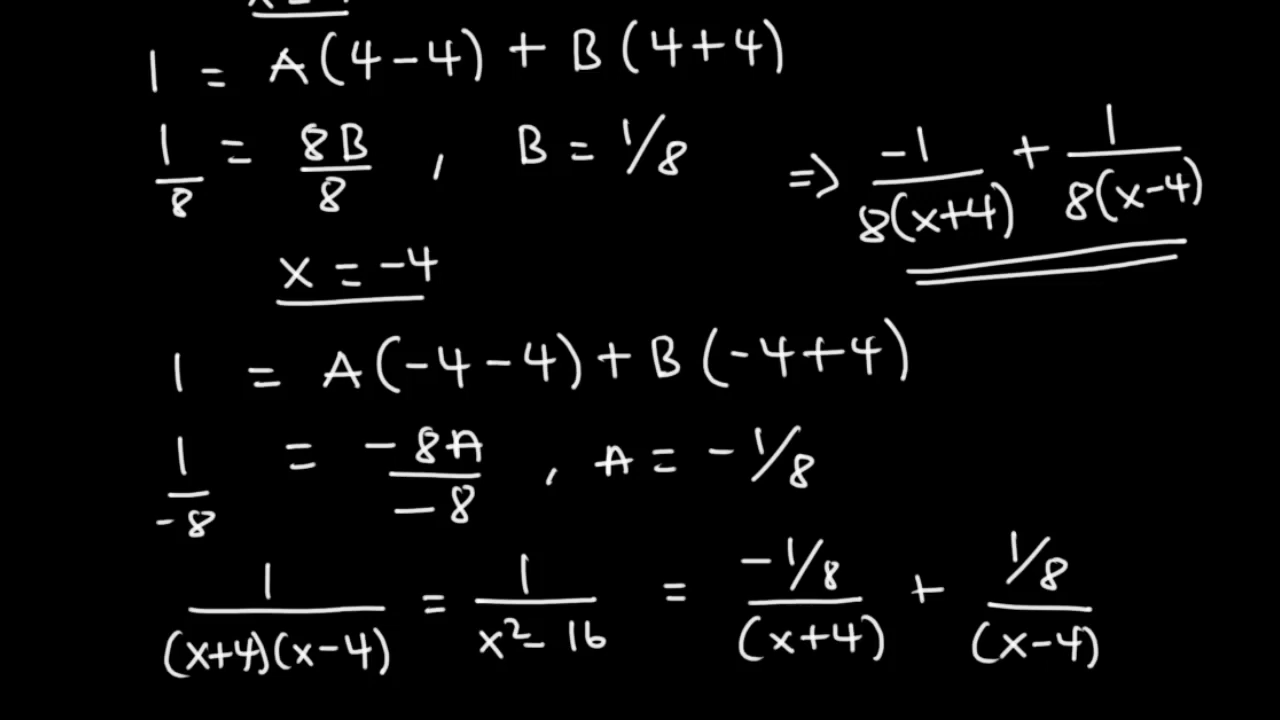 1 = A(4-4) + B(4+4)
1/8 = 8B/8 , B = 1/8
=> -1/8(x+4) + 1/8(x-4)
x = -4
1 = A(-4-4) + B(-4+4)
1/-8 = -8A/-8 , A = -1/8
1/(x+4)(x-4) = 1/x²-16 = -1/8/(x+4) + 1/8/(x-4)